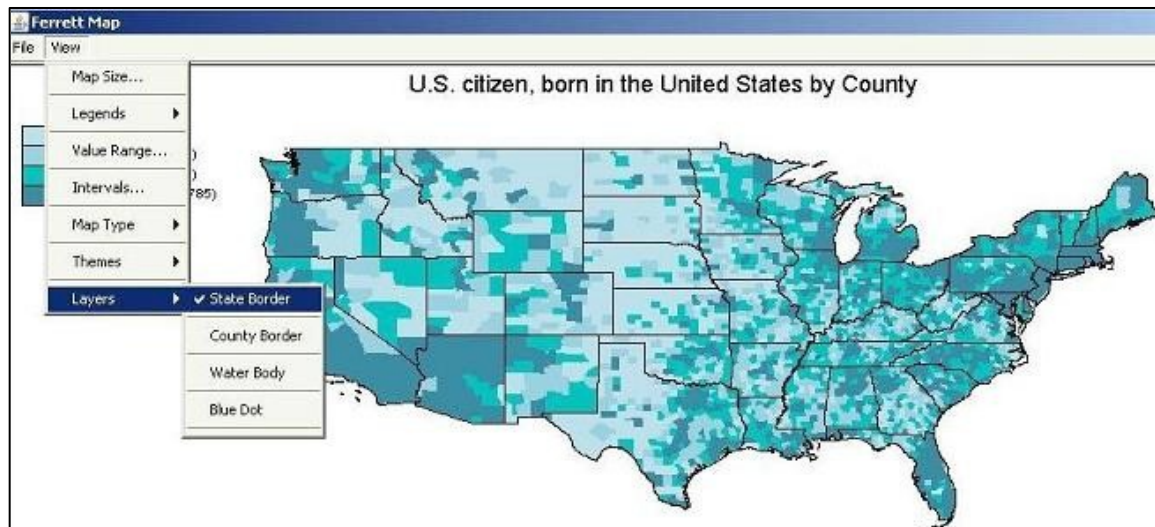 Ferrett Map
File View
U.S. citizen, born in the United States by County
Map Size...
Legends
Value Range...
)
Intervals...
)
785)
Map Type
Themes
Layers
State Border
County Border
Water Body
Blue Dot